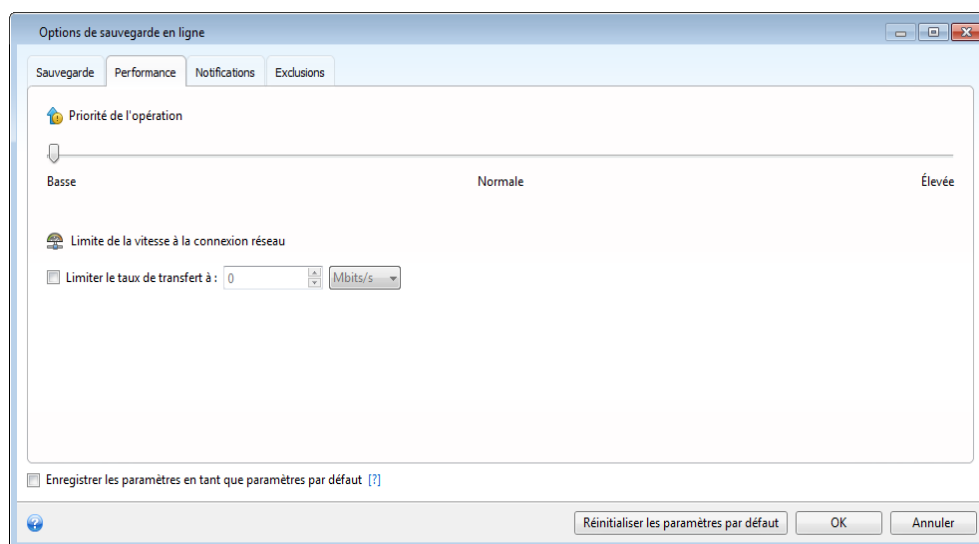 Options de sauvegarde en ligne
Sauvegarde Performance Notifications Exclusions
Priorité de l'opération
Basse Normale Élevée
Limite de la vitesse à la connexion réseau
Limiter le taux de transfert à : 0 Mbits/s
Enregistrer les paramètres en tant que paramètres par défaut [?]
Réinitialiser les paramètres par défaut OK Annuler